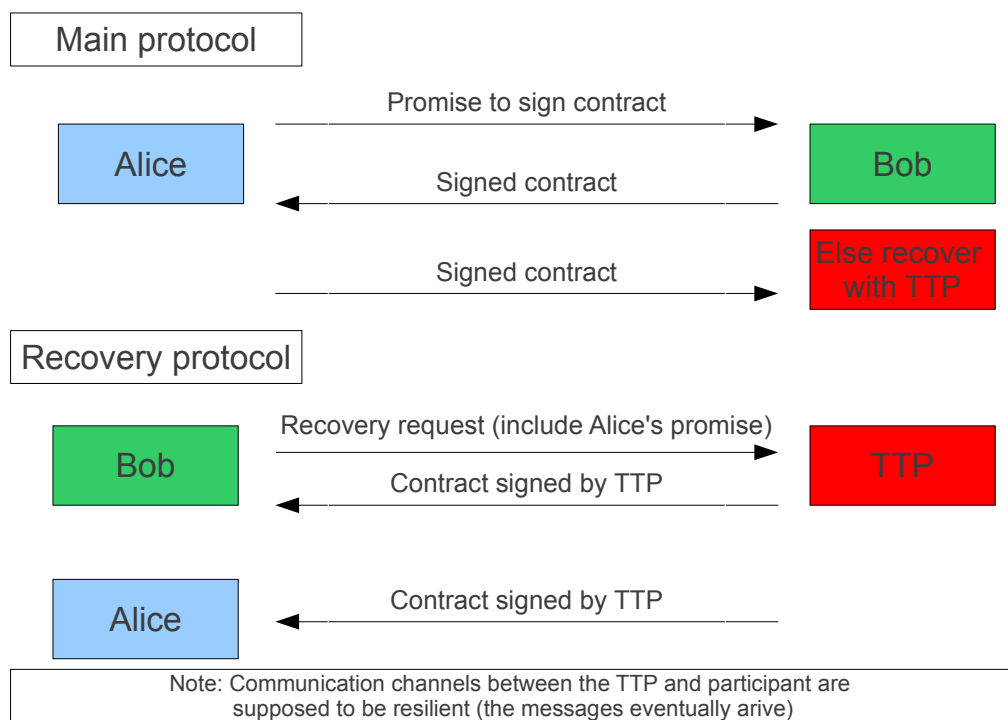 Main protocol
Promise to sign contract
Alice
Bob
Signed contract
Else recover
with TTP
Signed contract
Recovery protocol
Recovery request (include Alice's promise)
Bob
TTP
Contract signed by TTP
Contract signed by TTP
Alice
Note: Communication channels between the TTP and participant are
supposed to be resilient (the messages eventually arive)